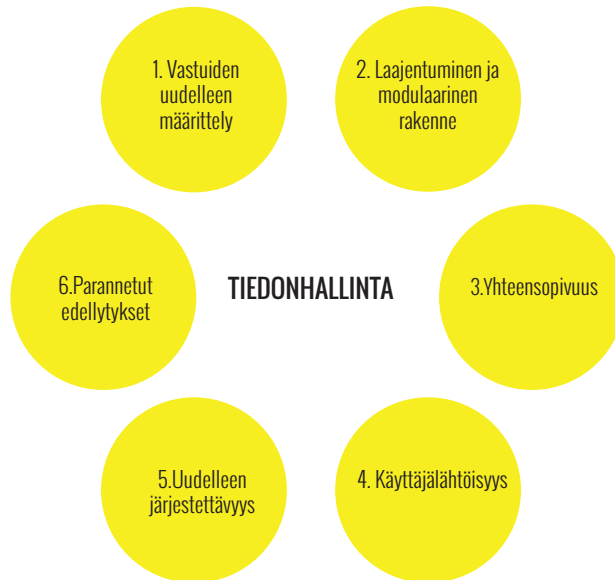 1. Vastuiden
uudelleen
määrittely
2. Laajentuminen ja
modulaarinen
rakenne
6.Parannetut
edellytykset
TIEDONHALLINTA
3.Yhteensopivuus
5.Uudelleen
järjestettävyys
4. Käyttäjälähtöisyys